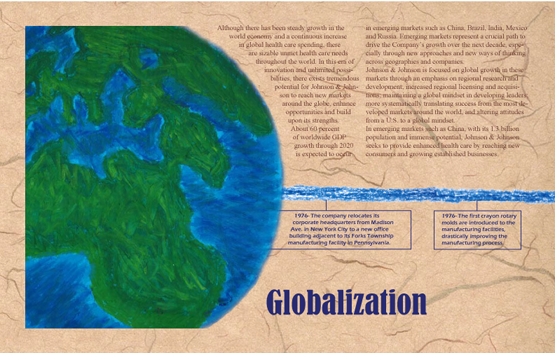 Although there has been steady growth in the
world economy and a continuous increase
in global health care spending, there
are sizable unmet health care needs
throughout the world. In this era of
innovation and unlimited possi-
bilities, there exists tremendous
potential for Johnson & John-
son to reach new markets
around the globe, enhance
opportunities and build
upon its strengths.
About 60 percent
of worldwide GDP
growth through 2020
is expected to occur
in emerging markets such as China, Brazil, India, Mexico
and Russia. Emerging markets represent a crucial path to
drive the Company's growth over the next decade, espe-
cially through new approaches and new ways of thinking
across geographies and companies.
Johnson & Johnson is focused on global growth in these
markets through an emphasis on regional research and
development, increased regional licensing and acquisi-
tions, maintaining a global mindset in developing leaders,
more systematically translating success from the most de-
veloped markets around the world, and altering attitudes
from a U.S. to a global mindset.
In emerging markets such as China, with its 1.3 billion
population and immense potential, Johnson & Johnson
seeks to provide enhanced health care by reaching new
consumers and growing established businesses.
1976- The company relocates its
corporate headquarters from Madison
Ave. in New York City to a new office
building adjacent to its Forks Township
manufacturing facility in Pennsylvania.
1976- The first crayon rotary
molds are introduced to the
manufacturing facilities,
drastically improving the
manufacturing process.
Globalization